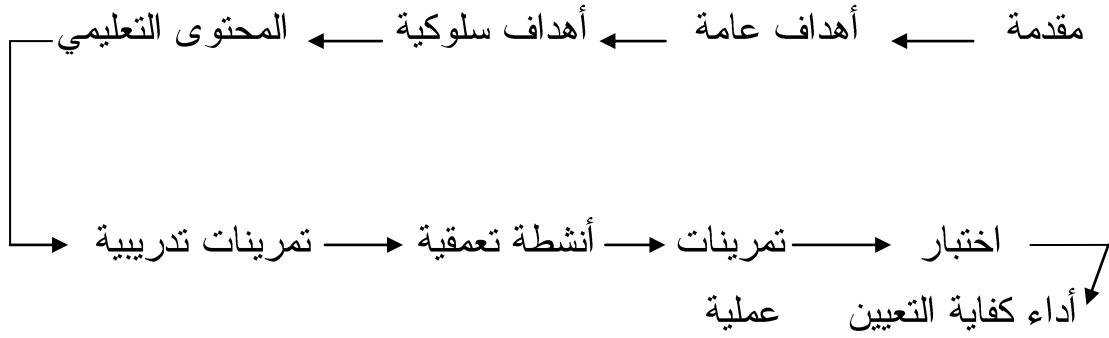 مقدمة أهداف عامة أهداف سلوكية المحتوى التعليمي
تمرينات تدريبية أنشطة تعمقية تمرينات اختبار
عملية أداء كفاية التعيين